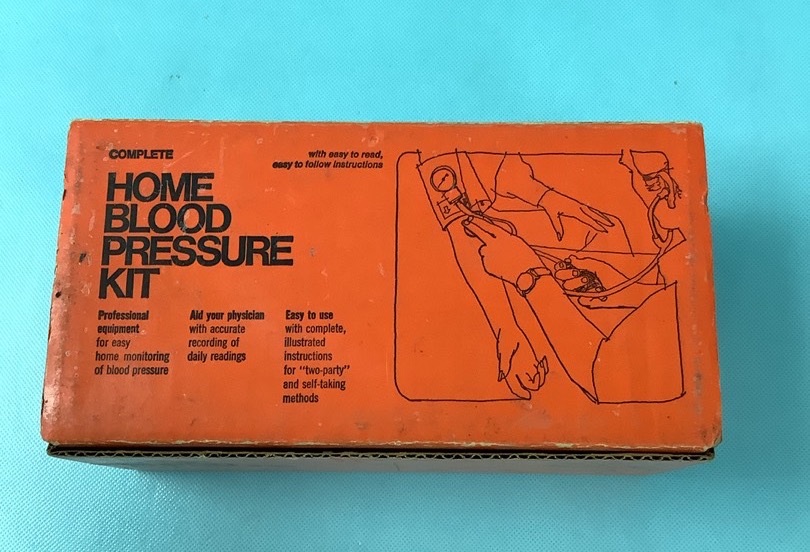 COMPLETE
with easy to read,
easy to follow instructions
HOME
BLOOD
PRESSURE
KIT
Professional
equipment
for easy
home monitoring
of blood pressure
Aid your physician
with accurate
recording of
daily readings
Easy to use
with complete,
illustrated
instructions
for "two-party"
and self-taking
methods